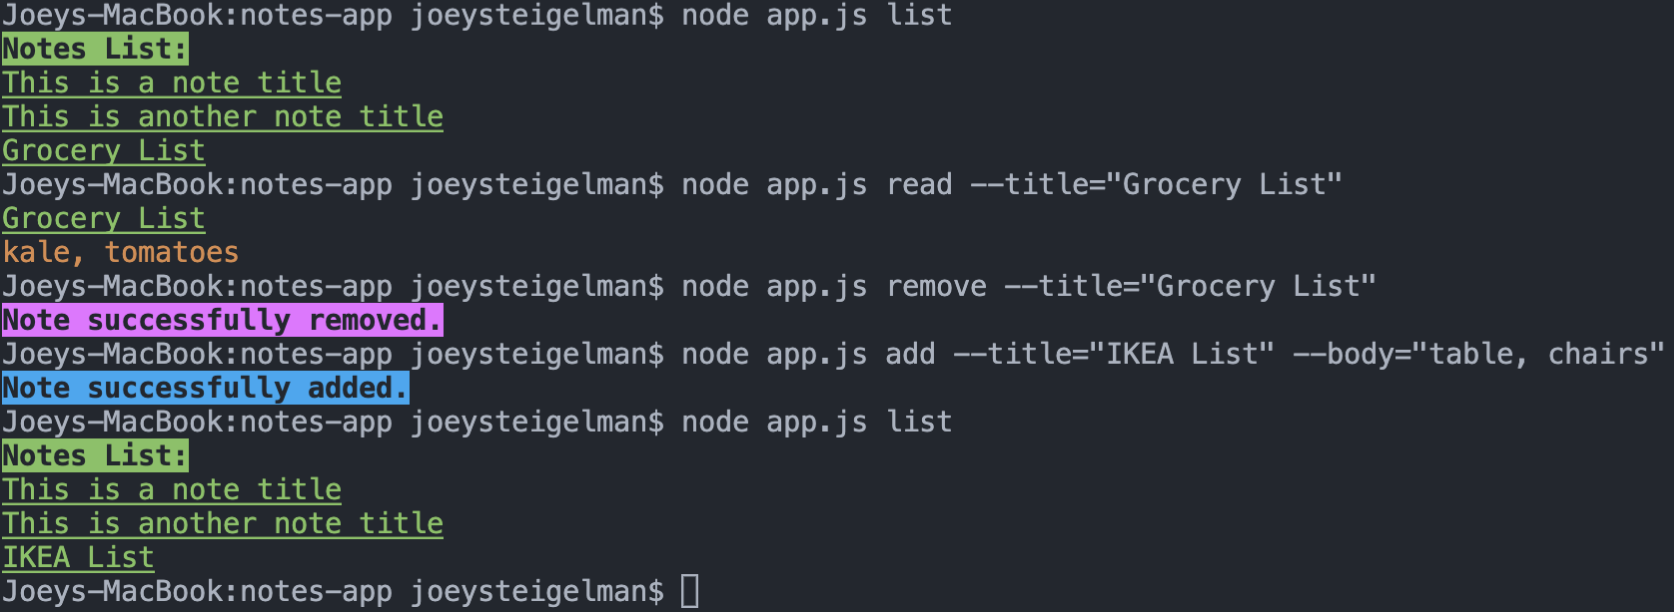 Joeys-MacBook:notes-app joeysteigelman$ node app.js list
Notes List:
This is a note title
This is another note title
Grocery List
Joeys-MacBook:notes-app joeysteigelman$ node app.js read --title="Grocery List"
Grocery List
kale, tomatoes
Joeys-MacBook:notes-app joeysteigelman$ node app.js remove --title="Grocery List"
Note successfully removed.
Joeys-MacBook:notes-app joeysteigelman$ node app.js add --title="IKEA List" --body="table, chairs"
Note successfully added.
Joeys-MacBook:notes-app joeysteigelman$ node app.js list
Notes List:
This is a note title
This is another note title
IKEA List
Joeys-MacBook:notes-app joeysteigelman$